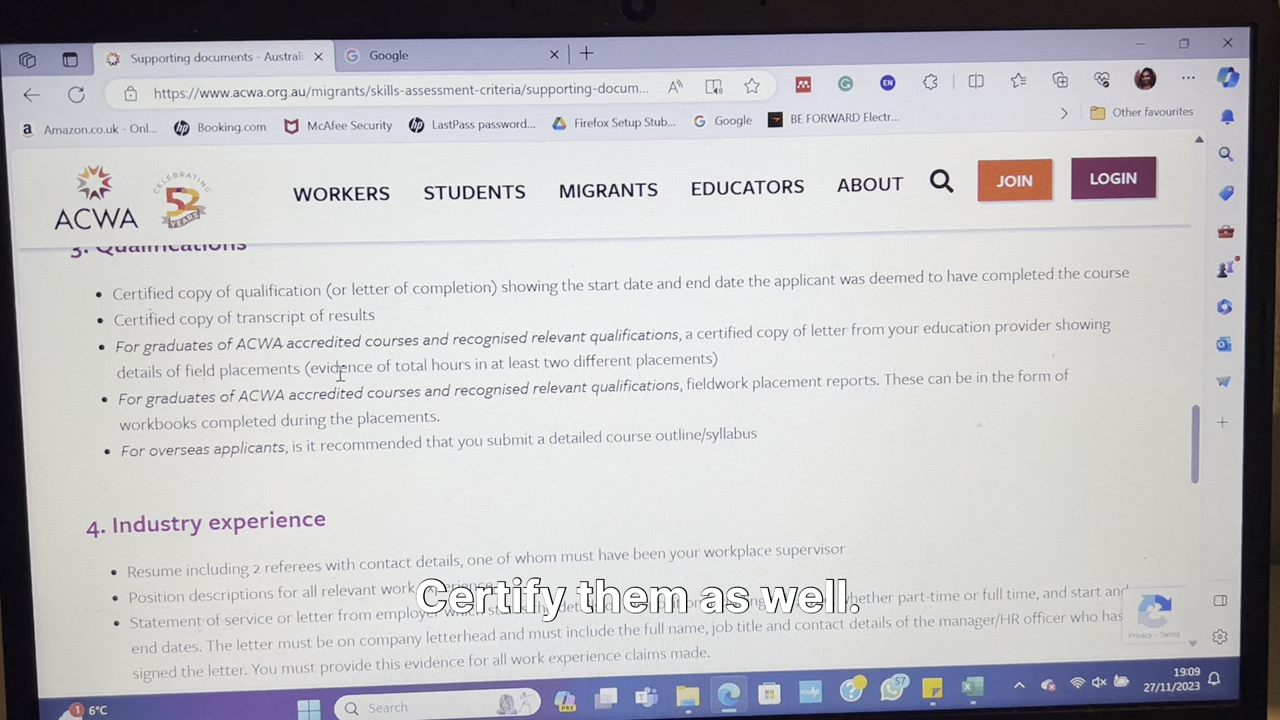 Supporting documents - Australi
Google
https://www.acwa.org.au/migrants/skills-assessment-criteria/supporting-docum...
EN
Amazon.co.uk - Onl...
Booking.com
McAfee Security
LastPass password...
Firefox Setup Stub...
Google
BE FORWARD Electr...
Other favourites
ACWA
CELEBRATING
52
YEARS
WORKERS
STUDENTS
MIGRANTS
EDUCATORS
ABOUT
JOIN
LOGIN
3. Qualifications
• Certified copy of qualification (or letter of completion) showing the start date and end date the applicant was deemed to have completed the course
• Certified copy of transcript of results
• For graduates of ACWA accredited courses and recognised relevant qualifications, a certified copy of letter from your education provider showing
details of field placements (evidence of total hours in at least two different placements)
• For graduates of ACWA accredited courses and recognised relevant qualifications, fieldwork placement reports. These can be in the form of
workbooks completed during the placements.
• For overseas applicants, is it recommended that you submit a detailed course outline/syllabus
4. Industry experience
• Resume including 2 referees with contact details, one of whom must have been your workplace supervisor
• Position descriptions for all relevant work experience
Certify them as well.
• Statement of service or letter from employer whether part-time or full time, and start and
end dates. The letter must be on company letterhead and must include the full name, job title and contact details of the manager/HR officer who has
signed the letter. You must provide this evidence for all work experience claims made.
Privacy - Terms
1
6°C
Search
PRE
57
19:09
27/11/2023